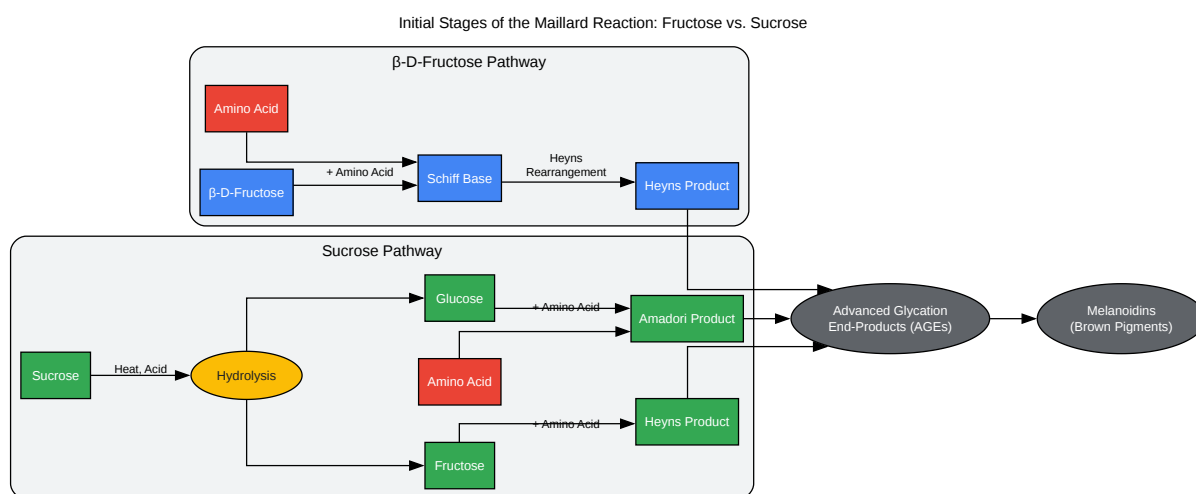 Initial Stages of the Maillard Reaction: Fructose vs. Sucrose
β-D-Fructose Pathway
Amino Acid
β-D-Fructose
+ Amino Acid
Schiff Base
Heyns
Rearrangement
Heyns Product
Sucrose Pathway
Sucrose
Heat, Acid
Hydrolysis
Glucose
+ Amino Acid
Amino Acid
Amadori Product
Fructose
+ Amino Acid
Heyns Product
Advanced Glycation
End-Products (AGEs)
Melanoidins
(Brown Pigments)